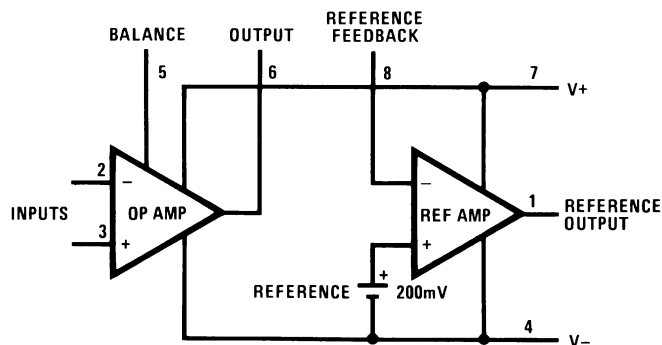 REFERENCE
FEEDBACK
BALANCE
OUTPUT
5
6
8
7
V+
2
−
INPUTS
OP AMP
3
+
−
REF AMP
+
1
REFERENCE
OUTPUT
+
REFERENCE
200mV
4
V−